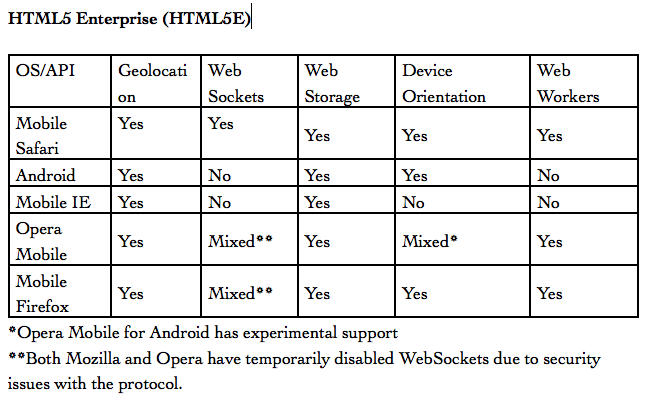 HTML5 Enterprise (HTML5E)
OS/API Geolocati on Web Sockets Web Storage Device Orientation Web Workers
Mobile Safari Yes Yes Yes Yes Yes
Android Yes No Yes Yes No
Mobile IE Yes No Yes No No
Opera Mobile Yes Mixed** Yes Mixed* Yes
Mobile Firefox Yes Mixed** Yes Yes Yes
*Opera Mobile for Android has experimental support
**Both Mozilla and Opera have temporarily disabled WebSockets due to security
issues with the protocol.